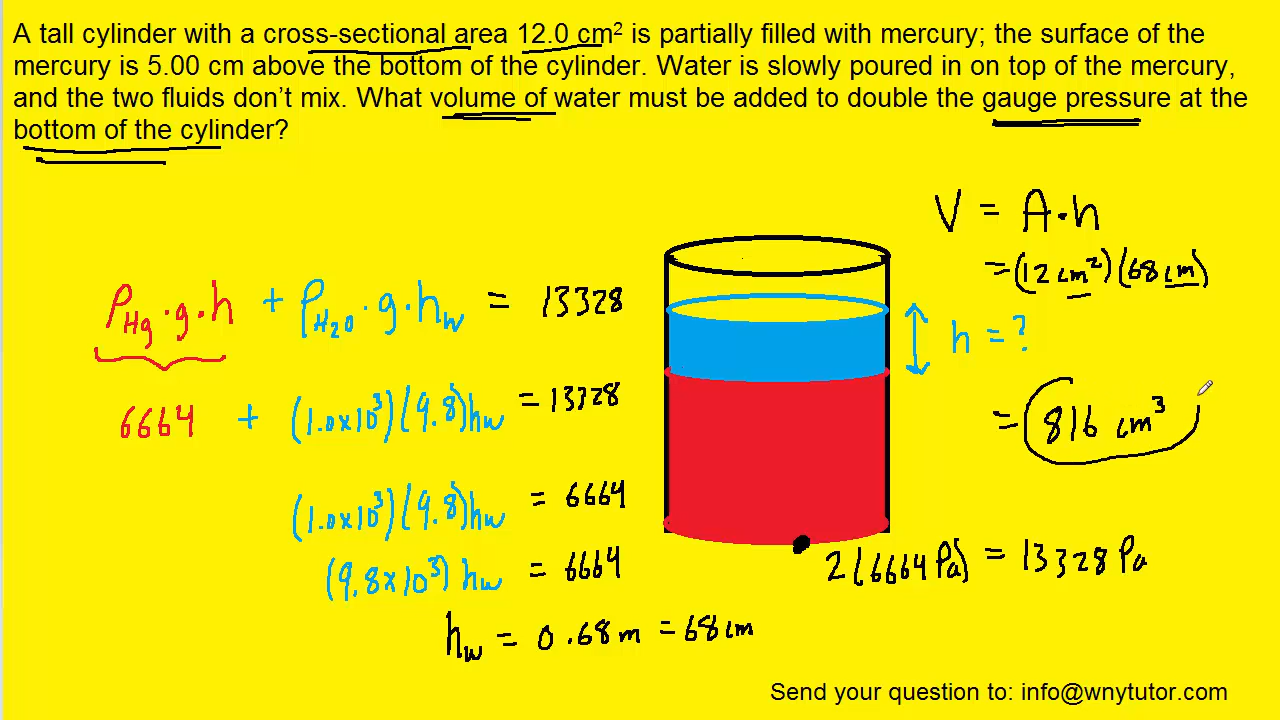 A tall cylinder with a cross-sectional area 12.0 cm² is partially filled with mercury; the surface of the
mercury is 5.00 cm above the bottom of the cylinder. Water is slowly poured in on top of the mercury,
and the two fluids don't mix. What volume of water must be added to double the gauge pressure at the
bottom of the cylinder?
V = A·h
= (12 cm²)(68 cm)
ρHg·g·h + ρH₂O·g·hw = 13328
h = ?
6664 + (1.0x10³)(9.8)hw = 13328
= 816 cm³
(1.0x10³)(9.8)hw = 6664
2(6664 Pa) = 13328 Pa
(9.8x10³) hw = 6664
hw = 0.68m = 68cm
Send your question to: info@wnytutor.com